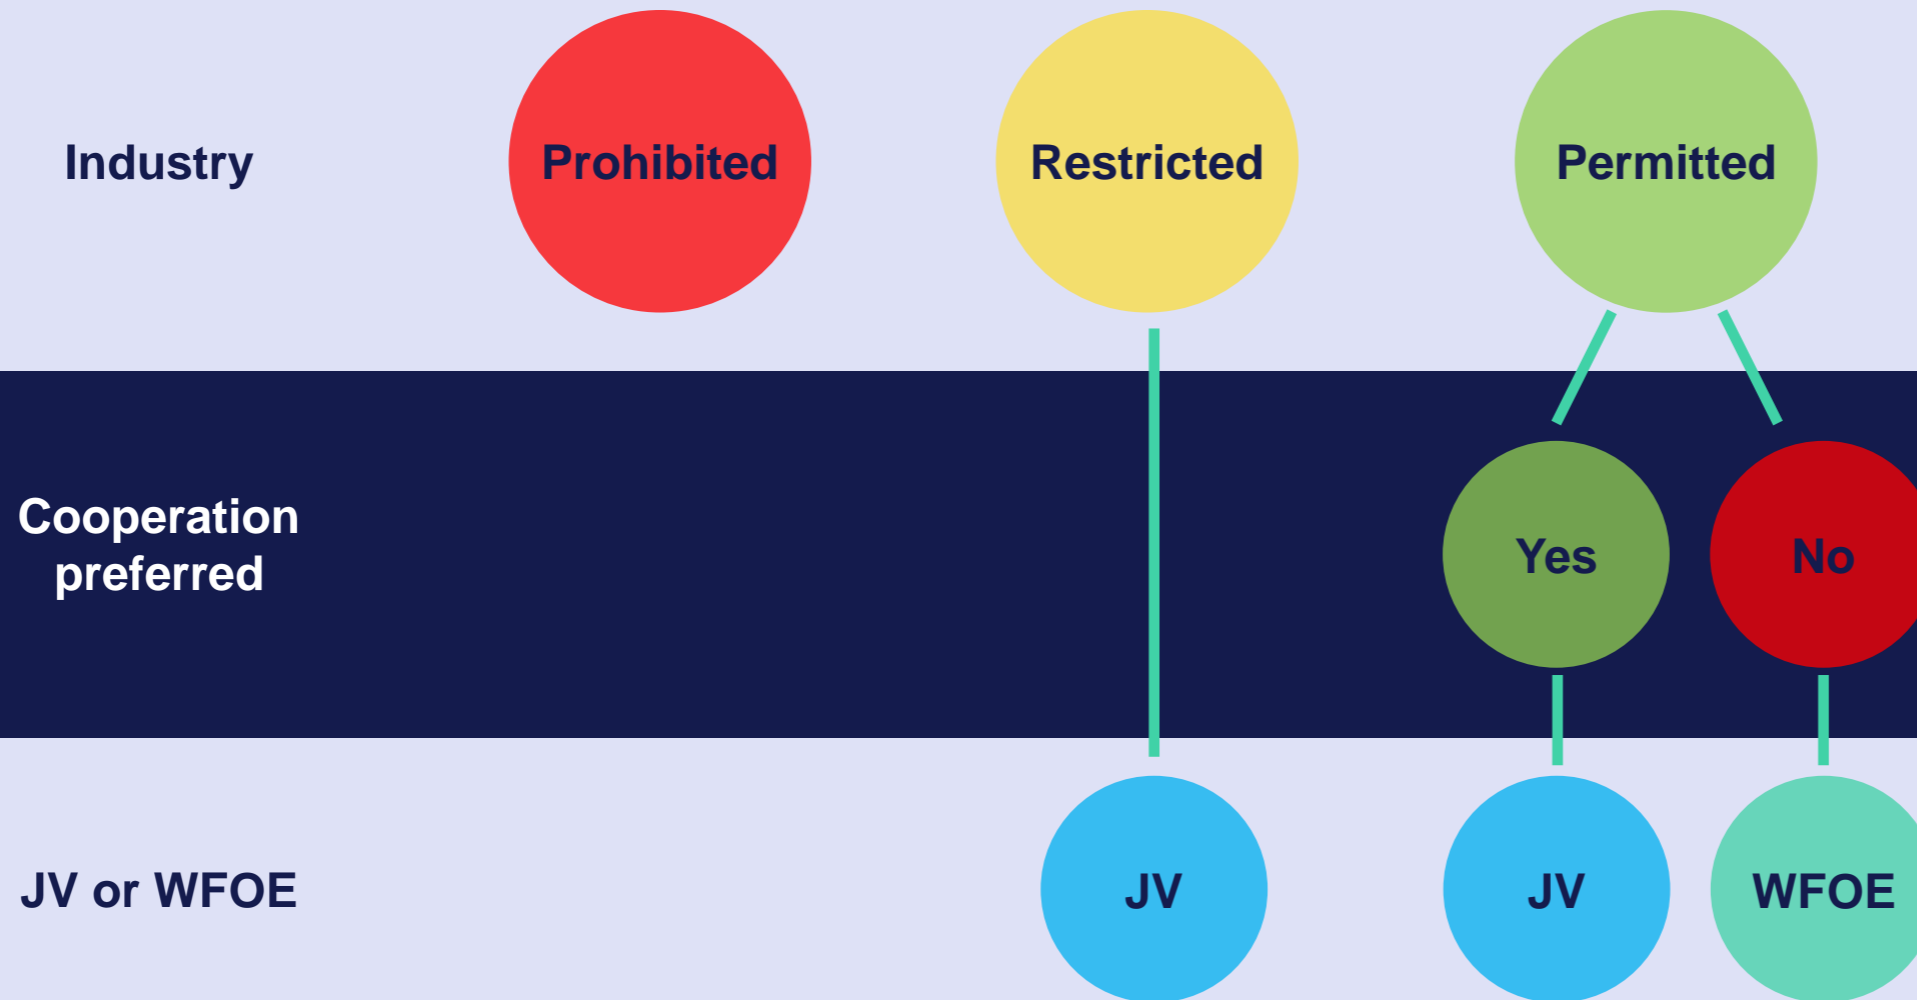 Industry
Prohibited
Restricted
Permitted
Cooperation
preferred
Yes
No
JV or WFOE
JV
JV
WFOE